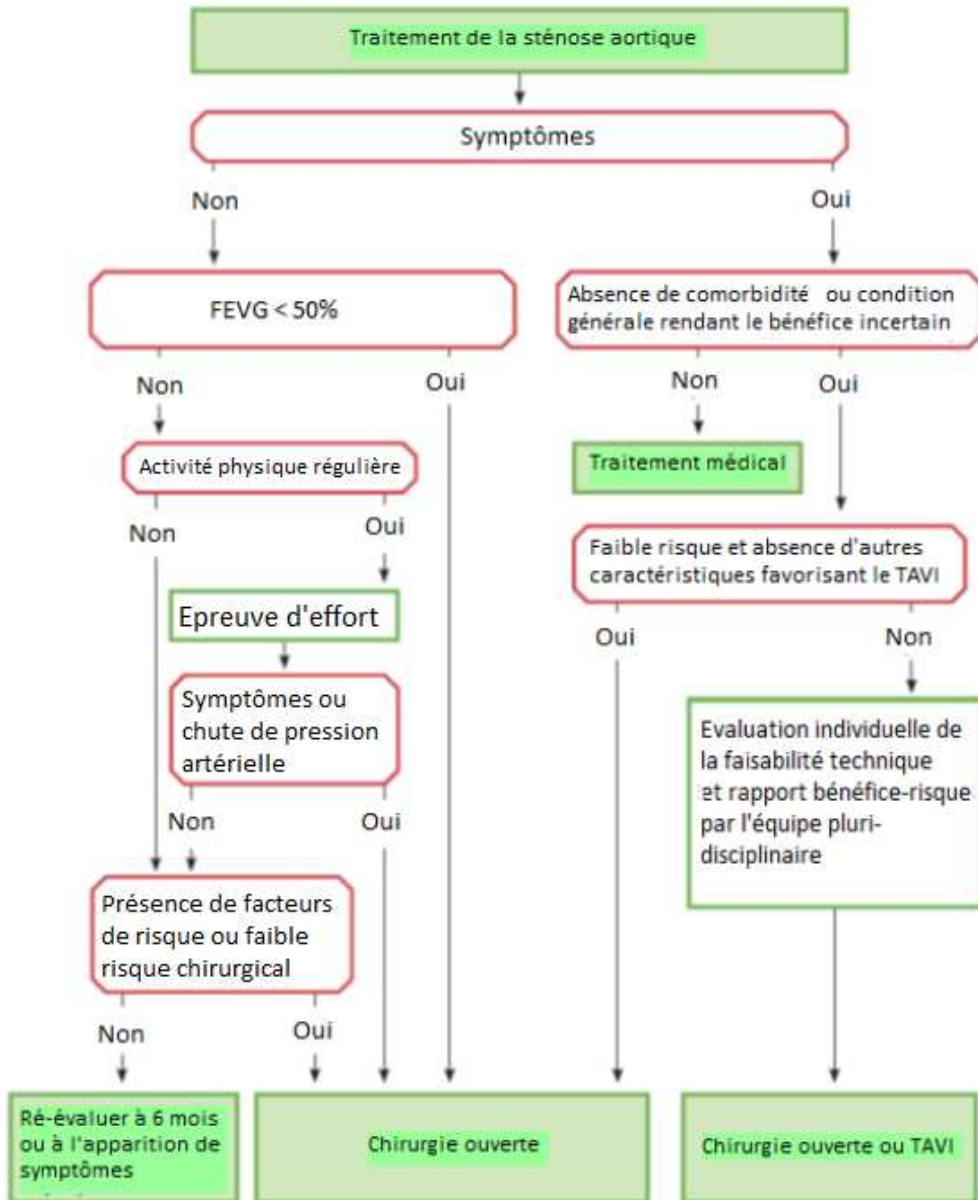 Traitement de la sténose aortique
Symptômes
Non
Oui
FEVG < 50%
Absence de comorbidité ou condition
générale rendant le bénéfice incertain
Non
Oui
Non
Oui
Activité physique régulière
Traitement médical
Non
Oui
Faible risque et absence d'autres
caractéristiques favorisant le TAVI
Epreuve d'effort
Oui
Non
Symptômes ou
chute de pression
artérielle
Evaluation individuelle de
la faisabilité technique
et rapport bénéfice-risque
par l'équipe pluri-
disciplinaire
Non
Oui
Présence de facteurs
de risque ou faible
risque chirurgical
Non
Oui
Ré-évaluer à 6 mois
ou à l'apparition de
symptômes
Chirurgie ouverte
Chirurgie ouverte ou TAVI